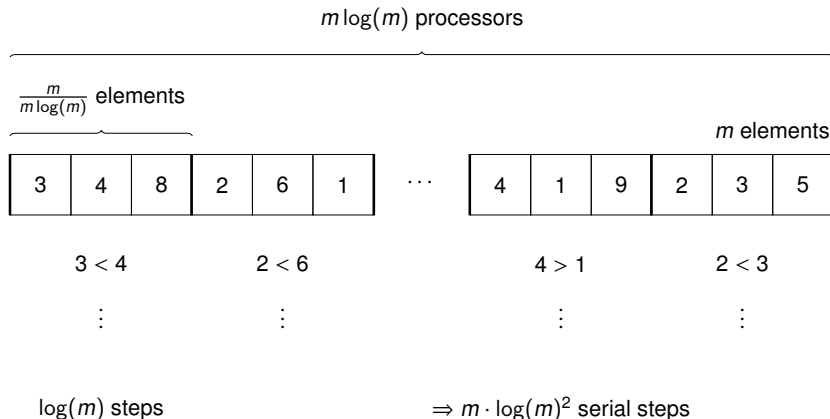 m log(m) processors
m/(m log(m)) elements
m elements
3 4 8 2 6 1 ⋯ 4 1 9 2 3 5
3 < 4 2 < 6 4 > 1 2 < 3
⋮ ⋮ ⋮ ⋮
log(m) steps ⇒ m · log(m)² serial steps